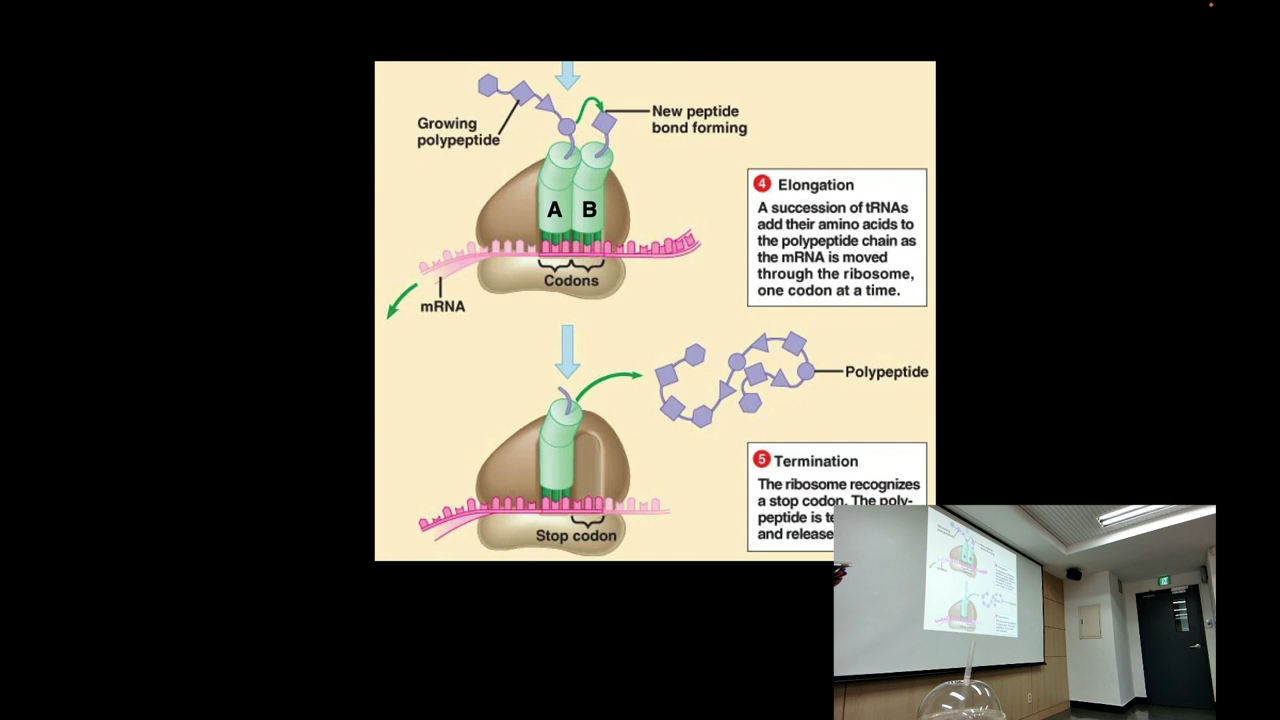 Growing
polypeptide
New peptide
bond forming
A B
Codons
mRNA
4 Elongation
A succession of tRNAs
add their amino acids to
the polypeptide chain as
the mRNA is moved
through the ribosome,
one codon at a time.
Polypeptide
Stop codon
5 Termination
The ribosome recognizes
a stop codon. The poly-
peptide is
and